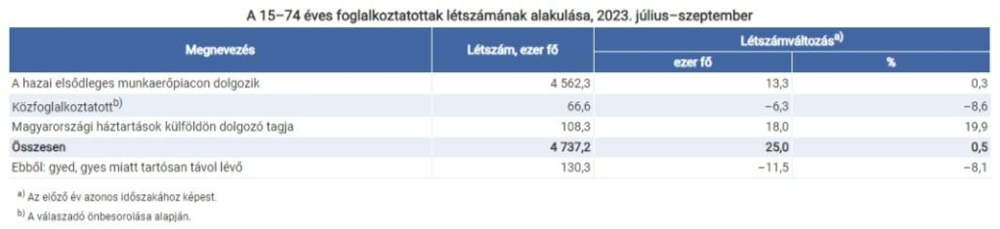 A 15–74 éves foglalkoztatottak létszámának alakulása, 2023. július–szeptember
Megnevezés Létszám, ezer fő Létszámváltozás a)
ezer fő %
A hazai elsődleges munkaerőpiacon dolgozik 4 562,3 13,3 0,3
Közfoglalkoztatott b) 66,6 –6,3 –8,6
Magyarországi háztartások külföldön dolgozó tagja 108,3 18,0 19,9
Összesen 4 737,2 25,0 0,5
Ebből: gyed, gyes miatt tartósan távol lévő 130,3 –11,5 –8,1
a) Az előző év azonos időszakához képest.
b) A válaszadó önbesorolása alapján.